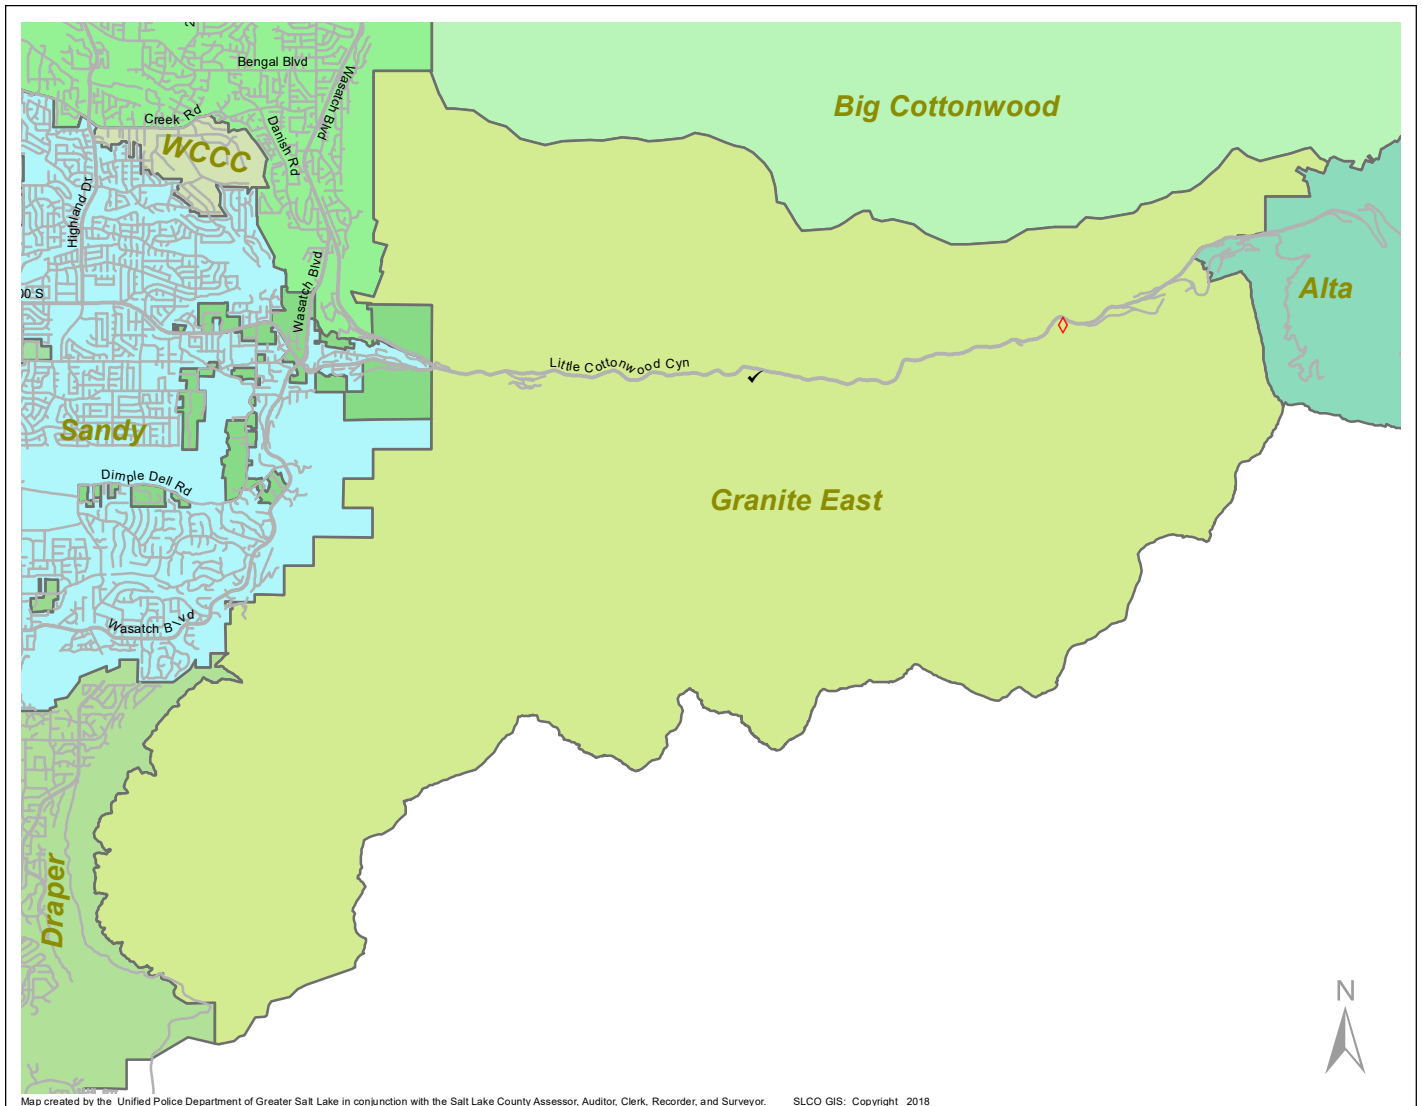 Bengal Blvd
Wasatch Blvd
Big Cottonwood
Creek Rd
Danish Rd
WCCC
Highland Dr
Wasatch Blvd
00 S
Alta
Little Cottonwood Cyn
Sandy
Dimple Dell Rd
Granite East
Wasatch Blvd
Draper
N
Map created by the Unified Police Department of Greater Salt Lake in conjunction with the Salt Lake County Assessor, Auditor, Clerk, Recorder, and Surveyor. SLCO GIS: Copyright 2018